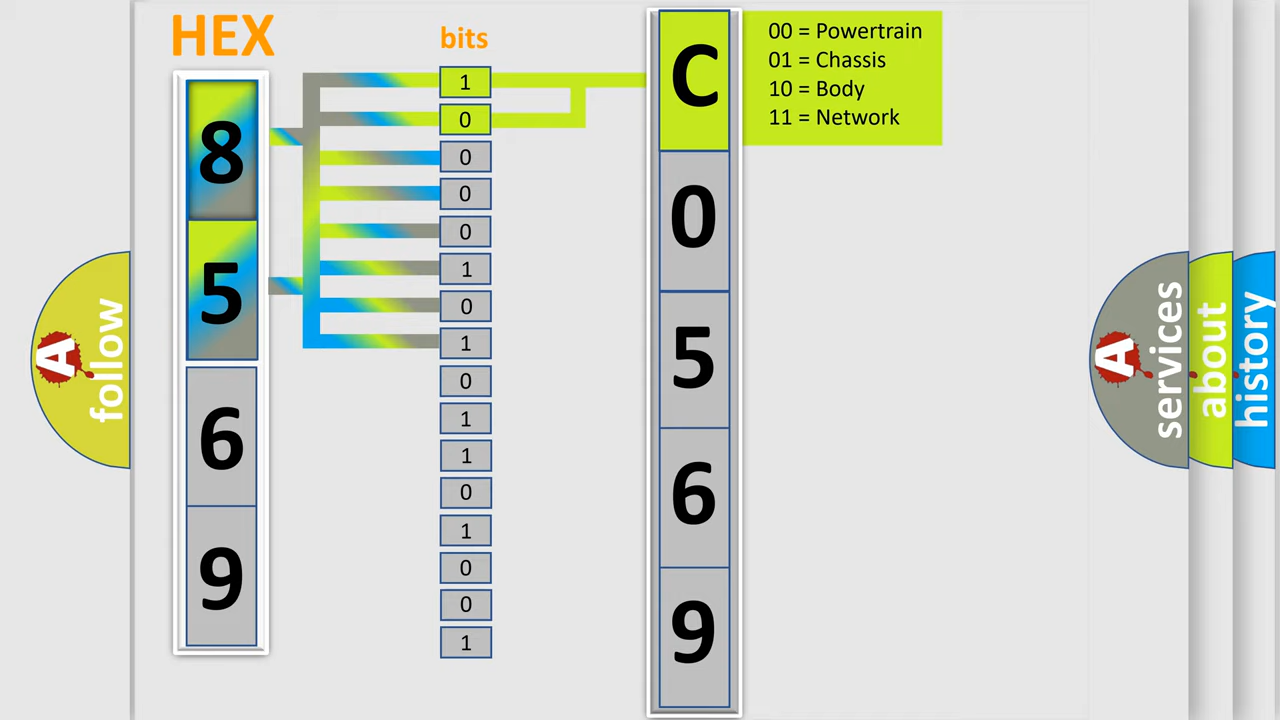 HEX
bits
8
5
6
9
1
0
0
0
0
1
0
1
0
1
1
0
1
0
0
1
C
0
5
6
9
00 = Powertrain
01 = Chassis
10 = Body
11 = Network
A follow
A services
about
history